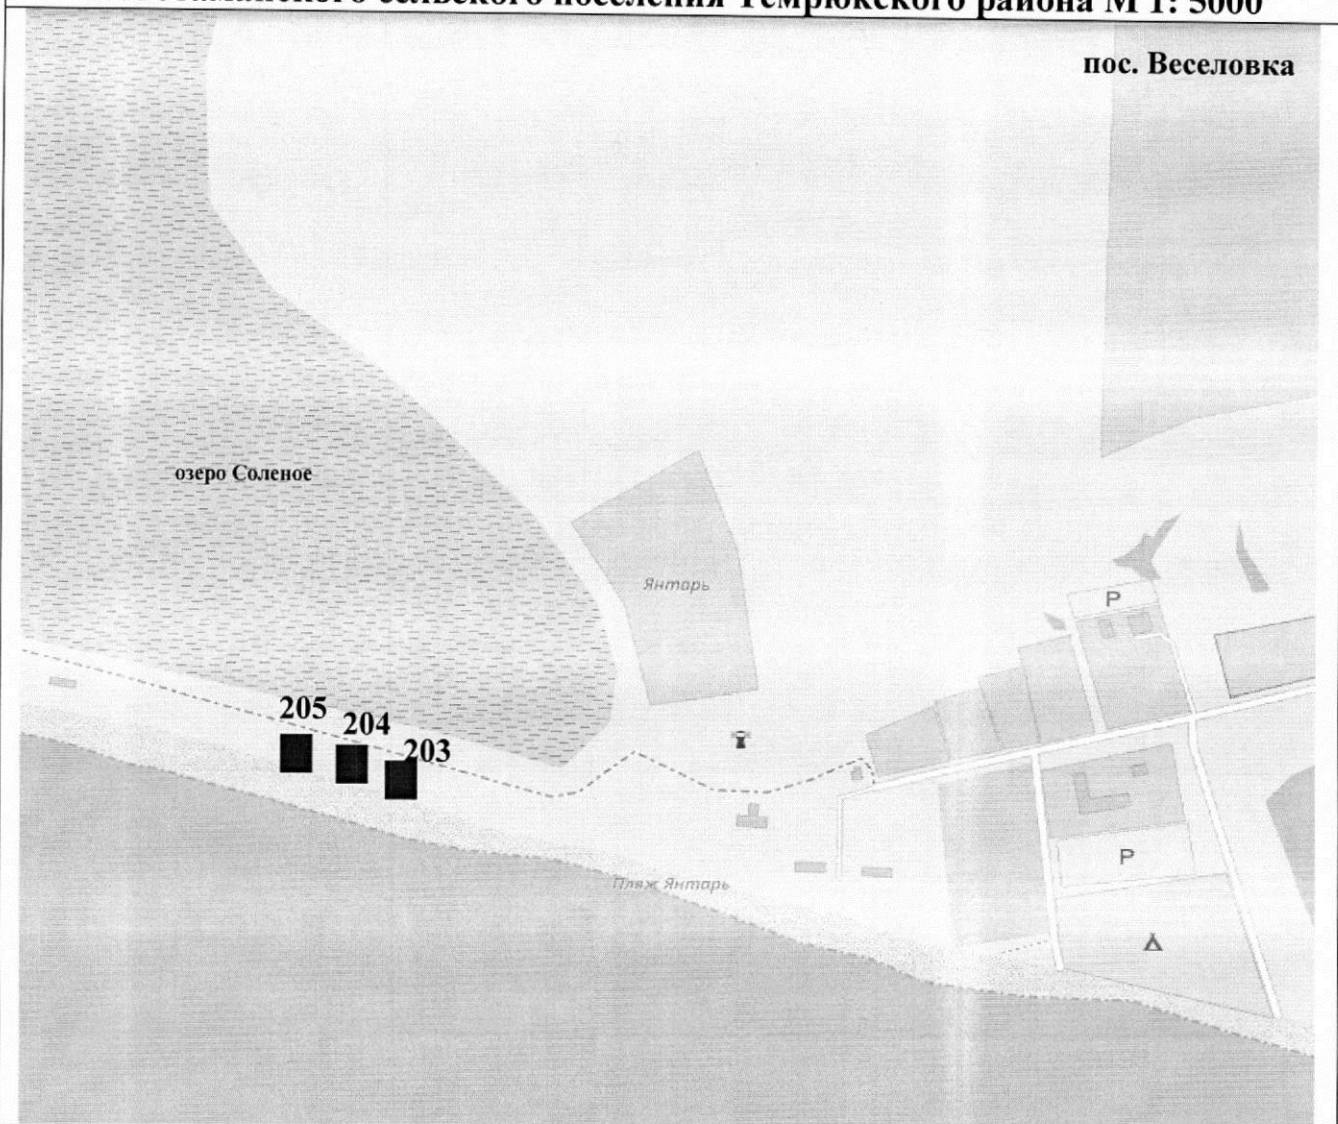 сельского поселения Темрюкского района М 1: 5000
пос. Веселовка
озеро Соленое
Янтарь
P
205
204
203
P
Пляж Янтарь